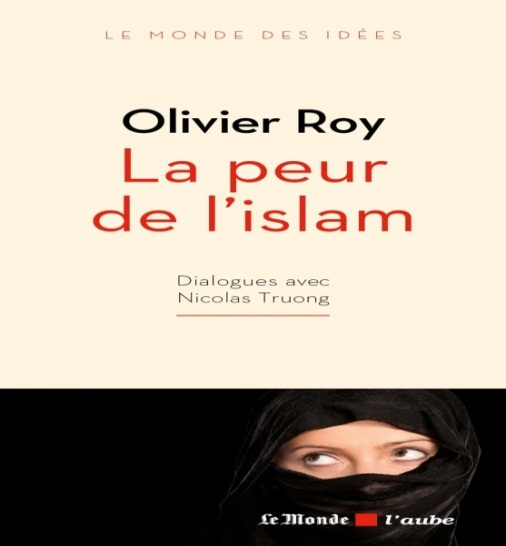 LE MONDE DES IDÉES
Olivier Roy
La peur
de l'islam
Dialogues avec
Nicolas Truong
Le Monde l'aube